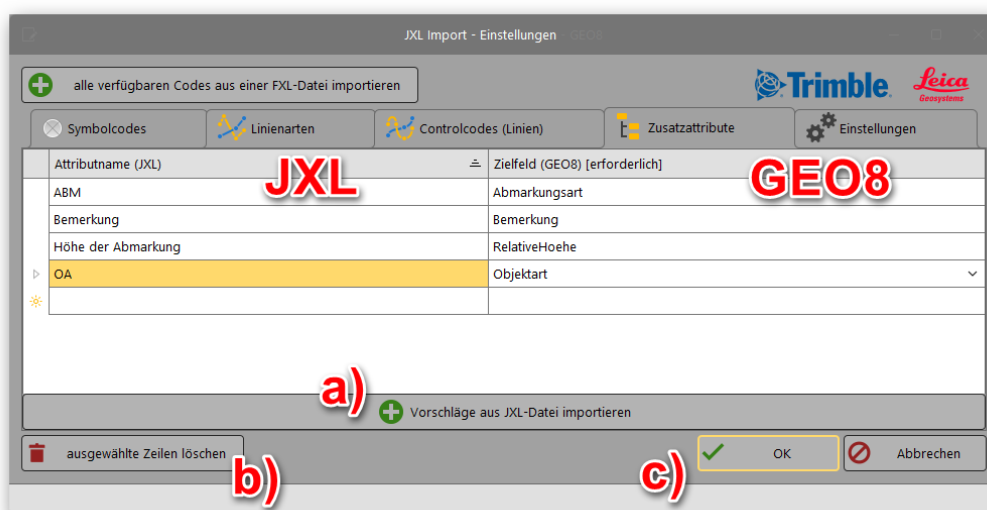 JXL Import - Einstellungen - GEO8
alle verfügbaren Codes aus einer FXL-Datei importieren
Trimble.
Leica
Geosystems
Symbolcodes
Linienarten
Controlcodes (Linien)
Zusatzattribute
Einstellungen
Attributname (JXL)
JXL
Zielfeld (GEO8) [erforderlich]
GEO8
ABM
Abmarkungsart
Bemerkung
Bemerkung
Höhe der Abmarkung
RelativeHoehe
OA
Objektart
a)
Vorschläge aus JXL-Datei importieren
ausgewählte Zeilen löschen
b)
c)
OK
Abbrechen